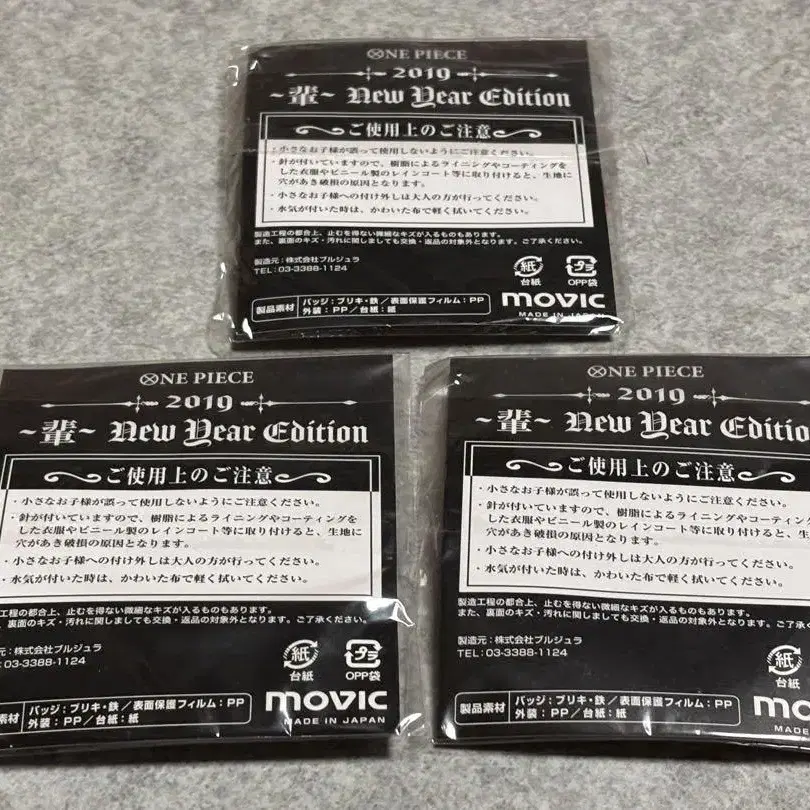 ONE PIECE
2019
~輩~ New Year Edition
ご使用上のご注意
・小さなお子様が誤って使用しないようにご注意ください。
・針が付いていますので、樹脂によるライニングやコーティングを
した衣服やビニール製のレインコート等に取り付けると、生地に
穴があき破損の原因となります。
・小さなお子様への付け外しは大人の方が行ってください。
・水気が付いた時は、かわいた布で軽く拭いてください。
製造工程の都合上、止むを得ない微細なキズが入るものもあります。
また、裏面のキズ・汚れに関しましても交換・返品の対象外となります。ご了承ください。
製造元:株式会社ブルジュラ
TEL:03-3388-1124
紙 台紙
プラ OPP袋
製品素材
バッジ:ブリキ・鉄/表面保護フィルム:PP
外装:PP/台紙:紙
movic
MADE IN JAPAN
ONE PIECE
2019
~輩~ New Year Edition
ご使用上のご注意
・小さなお子様が誤って使用しないようにご注意ください。
・針が付いていますので、樹脂によるライニングやコーティングを
した衣服やビニール製のレインコート等に取り付けると、生地に
穴があき破損の原因となります。
・小さなお子様への付け外しは大人の方が行ってください。
・水気が付いた時は、かわいた布で軽く拭いてください。
工程の都合上、止むを得ない微細なキズが入るものもあります。
、裏面のキズ・汚れに関しましても交換・返品の対象外となります。ご了承ください。
元:株式会社ブルジュラ
:03-3388-1124
紙 台紙
プラ OPP袋
素材
バッジ:ブリキ・鉄/表面保護フィルム:PP
外装:PP/台紙:紙
movic
MADE IN JAPAN
ONE PIECE
2019
~輩~ New Year Editio
ご使用上のご注意
・小さなお子様が誤って使用しないようにご注意ください。
・針が付いていますので、樹脂によるライニングやコーティン
した衣服やビニール製のレインコート等に取り付けると、生
穴があき破損の原因となります。
・小さなお子様への付け外しは大人の方が行ってください。
・水気が付いた時は、かわいた布で軽く拭いてください。
製造工程の都合上、止むを得ない微細なキズが入るものもあります。
また、裏面のキズ・汚れに関しましても交換・返品の対象外となります。ご了承く
製造元:株式会社ブルジュラ
TEL:03-3388-1124
紙 台紙
製品素材
バッジ:ブリキ・鉄/表面保護フィルム:PP
外装:PP/台紙:紙
mo
MADE